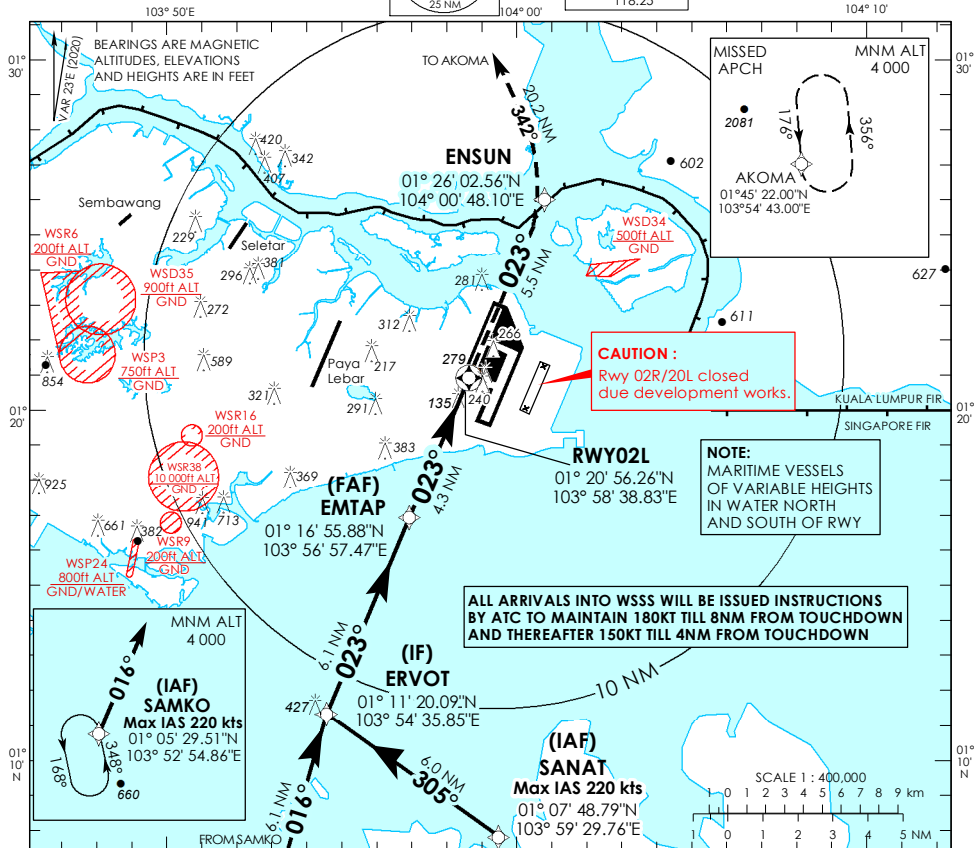 25 NM
118.25
103° 50'E
104° 00'E
104° 10'E
01°
30'
VAR 23'E (2020)
BEARINGS ARE MAGNETIC
ALTITUDES, ELEVATIONS
AND HEIGHTS ARE IN FEET
TO AKOMA
20.2 NM
342°
MISSED
APCH
MNM ALT
4 000
2081
176°
356°
AKOMA
01°45' 22.00"N
103°54' 43.00"E
01°
30'
420
342
407
ENSUN
01° 26' 02.56"N
104° 00' 48.10"E
602
Sembawang
229
Seletar
296
381
WSR6
200ft ALT
GND
WSD35
900ft ALT
GND
WSD34
500ft ALT
GND
627
023°
5.5 NM
281
272
312
611
266
WSP3
750ft ALT
GND
854
589
Paya
Lebar
217
279
240
135
CAUTION :
Rwy 02R/20L closed
due development works.
321
291
KUALA LUMPUR FIR
SINGAPORE FIR
01°
20'
01°
20'
WSR16
200ft ALT
GND
383
RWY02L
01° 20' 56.26"N
103° 58' 38.83"E
NOTE:
MARITIME VESSELS
OF VARIABLE HEIGHTS
IN WATER NORTH
AND SOUTH OF RWY
925
WSR38
10 000ft ALT
GND
369
023°
4.3 NM
(FAF)
EMTAP
01° 16' 55.88"N
103° 56' 57.47"E
661
382
941
713
WSR9
200ft ALT
GND
WSP24
800ft ALT
GND/WATER
ALL ARRIVALS INTO WSSS WILL BE ISSUED INSTRUCTIONS
BY ATC TO MAINTAIN 180KT TILL 8NM FROM TOUCHDOWN
AND THEREAFTER 150KT TILL 4NM FROM TOUCHDOWN
MNM ALT
4 000
016°
(IAF)
SAMKO
Max IAS 220 kts
01° 05' 29.51"N
103° 52' 54.86"E
168°
348°
660
6.1 NM
023°
(IF)
ERVOT
01° 11' 20.09"N
103° 54' 35.85"E
427
10 NM
6.0 NM
305°
(IAF)
SANAT
Max IAS 220 kts
01° 07' 48.79"N
103° 59' 29.76"E
6.1 NM
016°
FROM SAMKO
01°
10'
N
01°
10'
N
SCALE 1 : 400,000
1 0 1 2 3 4 5 6 7 8 9 km
1 0 1 2 3 4 5 NM